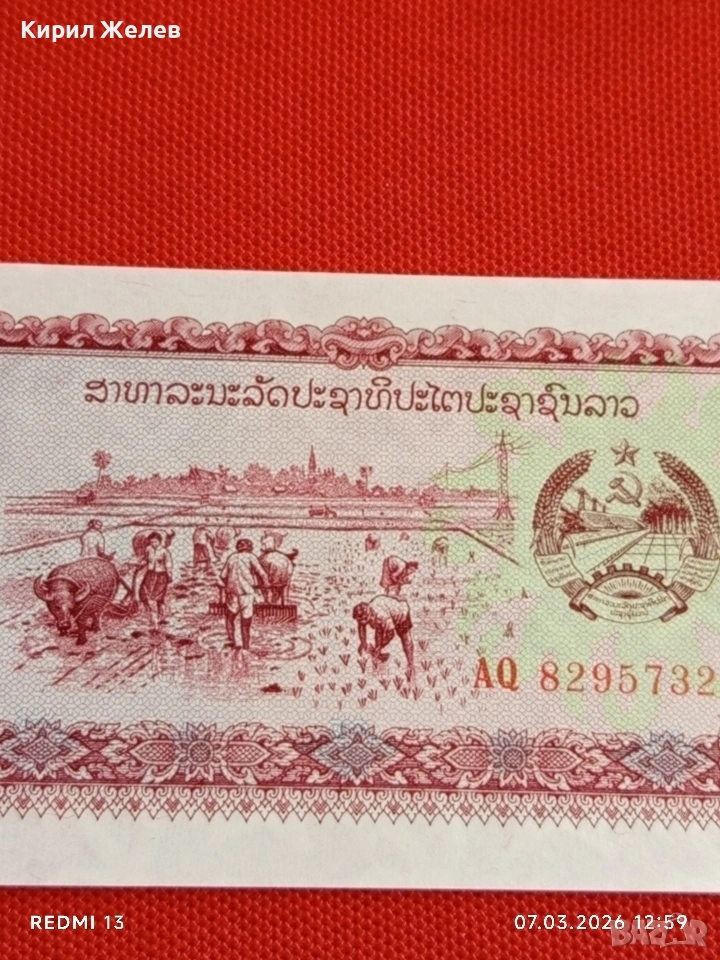 Кирил Желев
ສາທາລະນະລັດປະຊາທິປະໄຕປະຊາຊົນລາວ
AQ 8295732
REDMI 13
07.03.2026 12:59